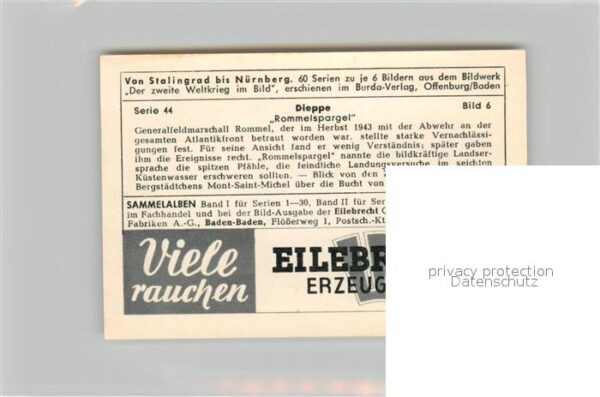 Von Stalingrad bis Nürnberg. 60 Serien zu je 6 Bildern aus dem Bildwerk
„Der zweite Weltkrieg im Bild", erschienen im Burda-Verlag, Offenburg/Baden
Serie 44 Dieppe Bild 6
„Rommelspargel"
Generalfeldmarschall Rommel, der im Herbst 1943 mit der Abwehr an der
gesamten Atlantikfront betraut worden war. stellte starke Vernachlässi-
gungen fest. Für seine Ansicht fand er wenig Verständnis; später gaben
ihm die Ereignisse recht. „Rommelspargel" nannte die bildkräftige Landser-
sprache die spitzen Pfähle, die feindliche Landungsversuche im seichten
Küstenwasser erschweren sollten. — Blick von den
Bergstädtchens Mont-Saint-Michel über die Bucht von
SAMMELALBEN Band I für Serien 1—30, Band II für Serien
im Fachhandel und bei der Bild-Ausgabe der Eilebrecht
Fabriken A.-G., Baden-Baden, Flößerweg 1, Postsch.-Kt
Viele
rauchen
EILEBR
ERZEUG
privacy protection
Datenschutz